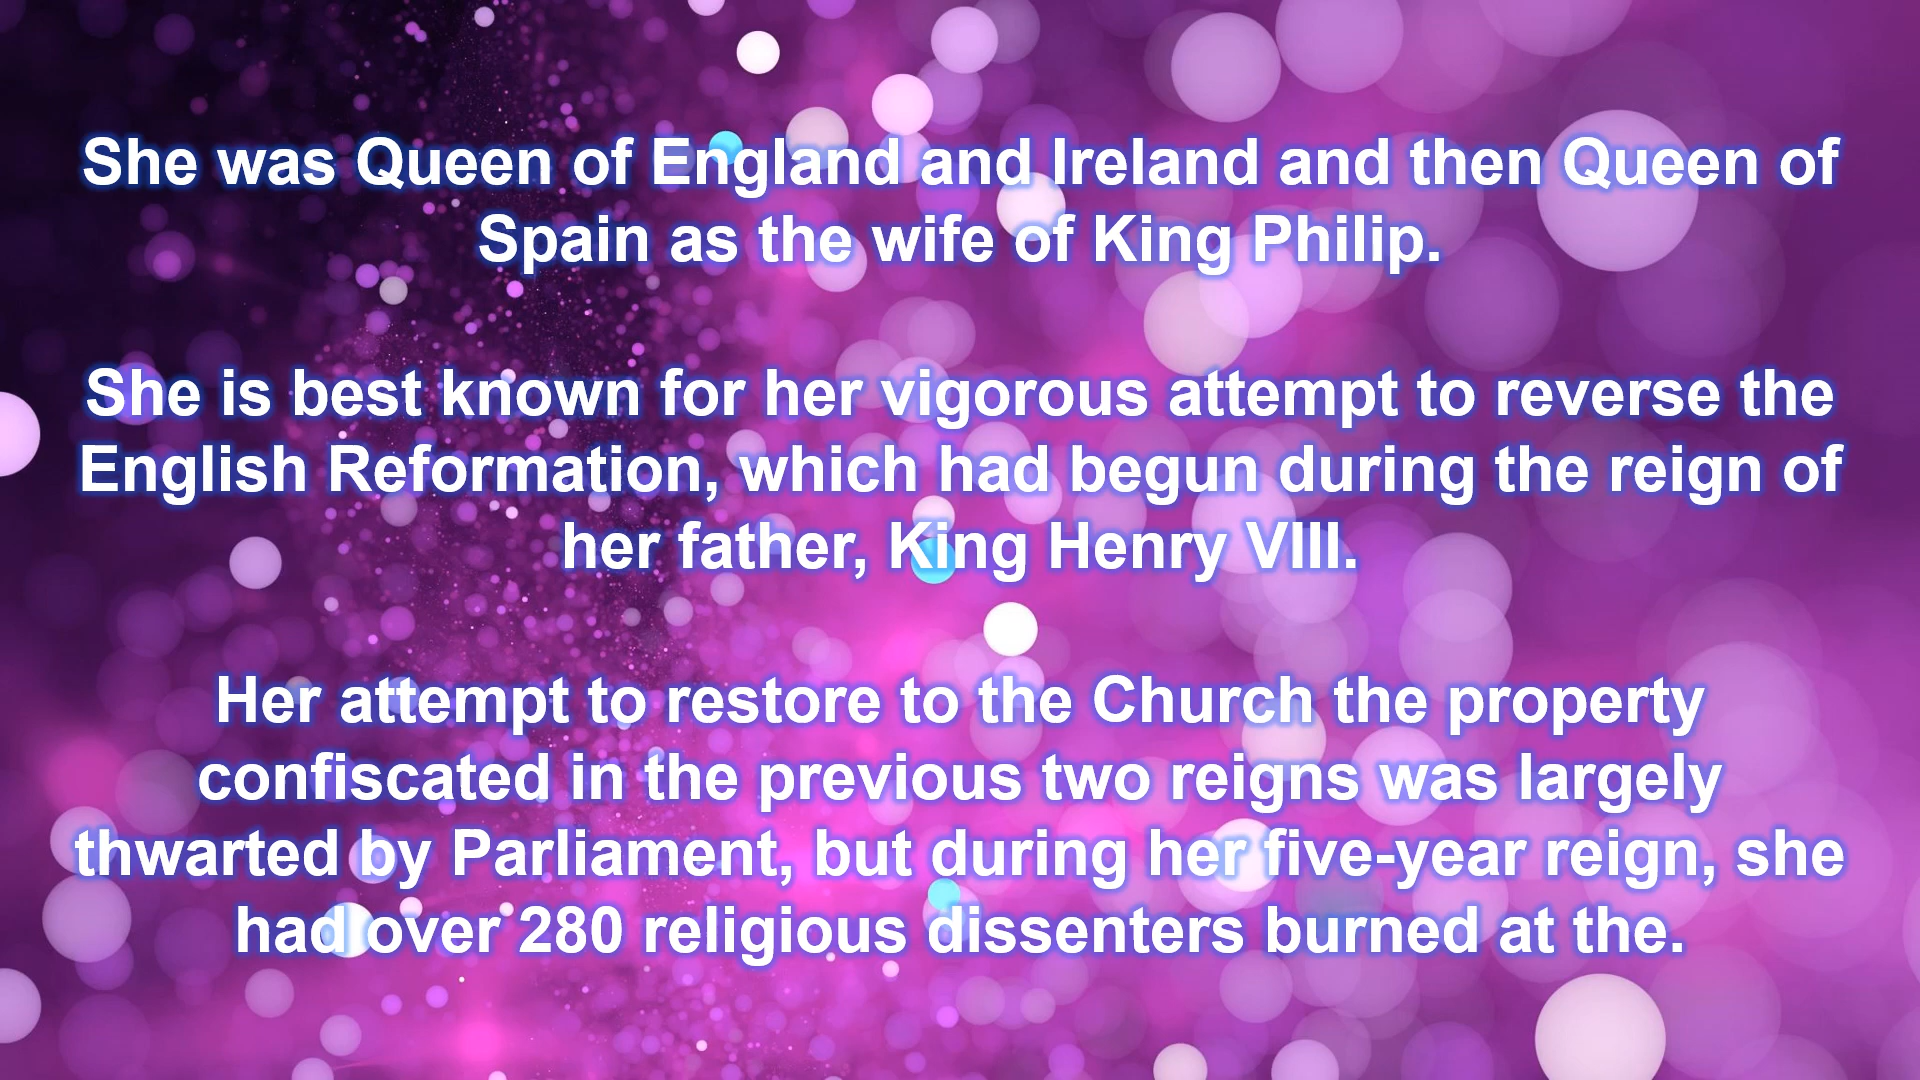 She was Queen of England and Ireland and then Queen of
Spain as the wife of King Philip.
She is best known for her vigorous attempt to reverse the
English Reformation, which had begun during the reign of
her father, King Henry VIII.
Her attempt to restore to the Church the property
confiscated in the previous two reigns was largely
thwarted by Parliament, but during her five-year reign, she
had over 280 religious dissenters burned at the.